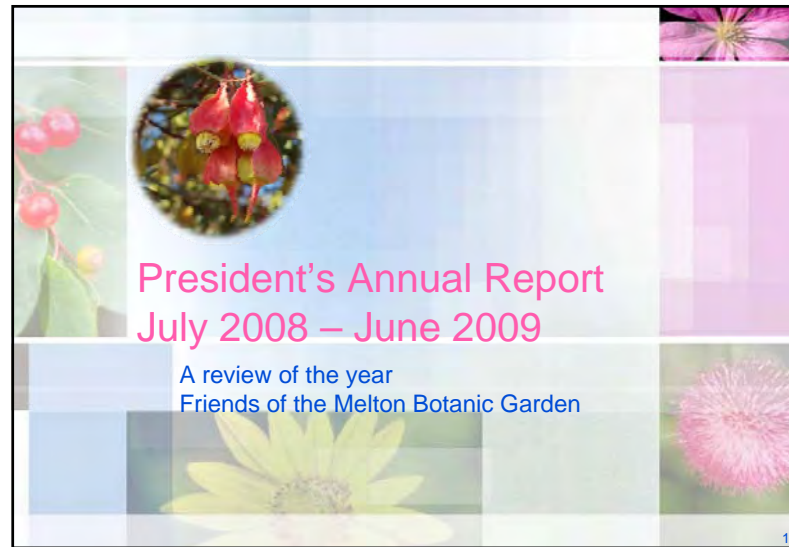 President’s Annual Report
July 2008 – June 2009
A review of the year
Friends of the Melton Botanic Garden
1